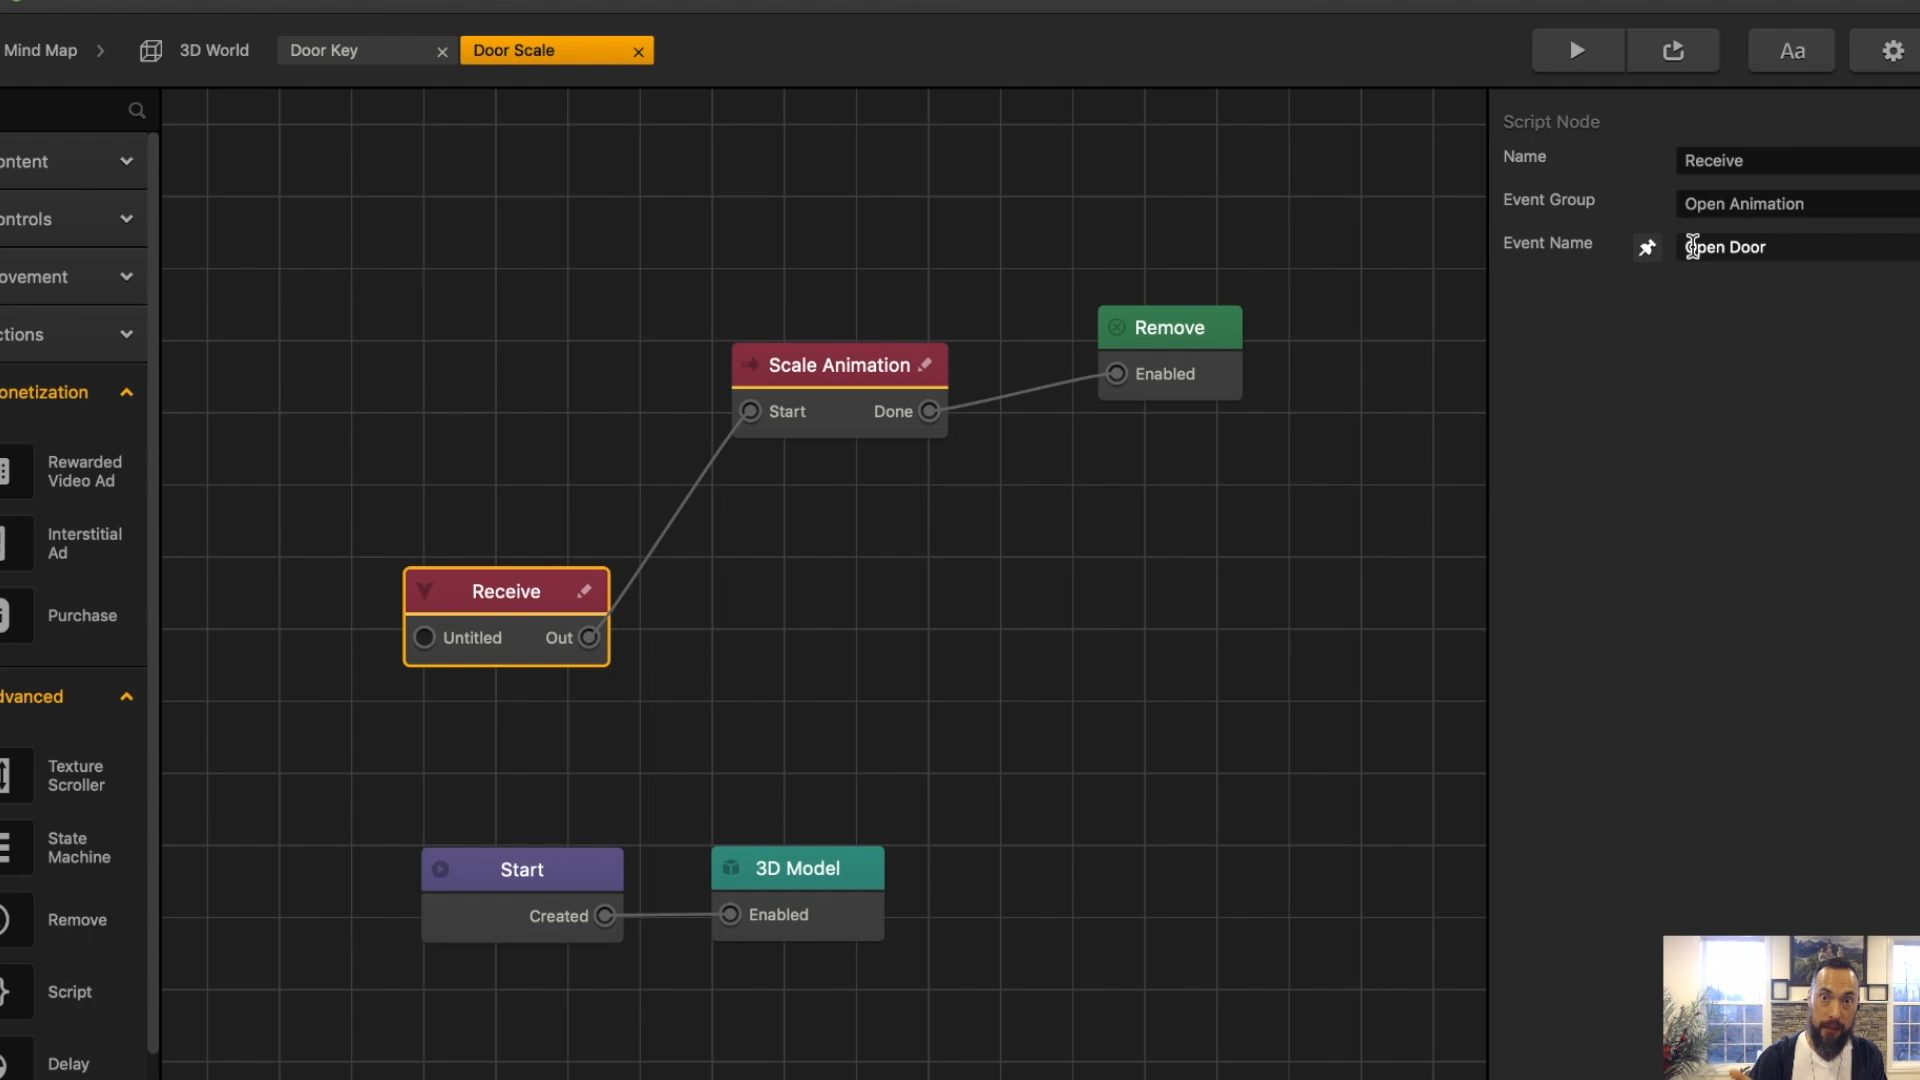 Mind Map
3D World
Door Key
Door Scale
Aa
ontent
ontrols
ovement
ctions
onetization
Rewarded
Video Ad
Interstitial
Ad
Purchase
dvanced
Texture
Scroller
State
Machine
Remove
Script
Delay
Remove
Enabled
Scale Animation
Start Done
Receive
Untitled Out
Start
Created
3D Model
Enabled
Script Node
Name Receive
Event Group Open Animation
Event Name Open Door